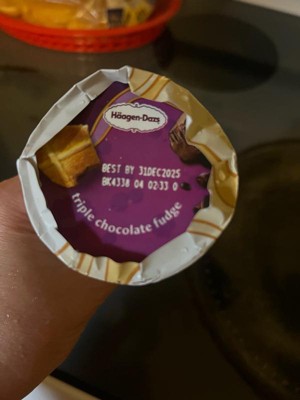 Häagen-Dazs
BEST BY 31DEC2025
BK4338 04 02:33 0
triple chocolate fudge